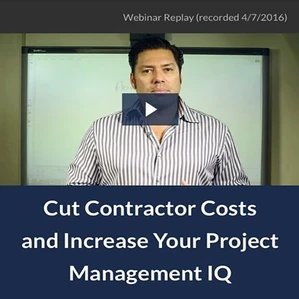 Webinar Replay (recorded 4/7/2016)
Cut Contractor Costs
and Increase Your Project
Management IQ